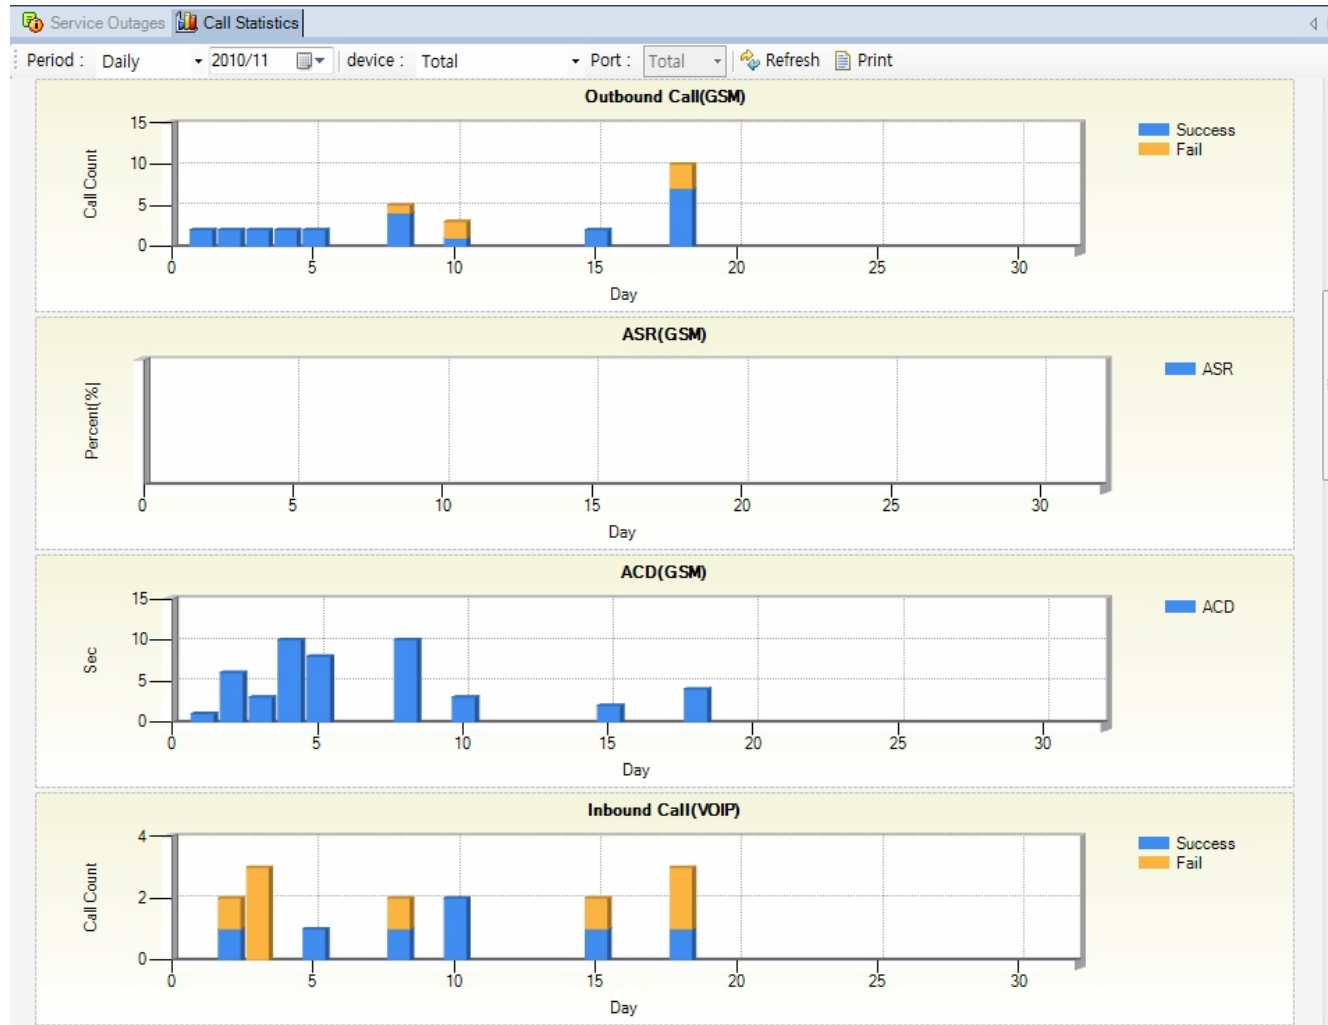 Service Outages Call Statistics
Period : Daily 2010/11 device : Total Port : Total Refresh Print
Outbound Call(GSM)
Success
Fail
Call Count
15
10
5
0
0 5 10 15 20 25 30
Day
ASR(GSM)
ASR
Percent(%)
0 5 10 15 20 25 30
Day
ACD(GSM)
ACD
Sec
15
10
5
0
0 5 10 15 20 25 30
Day
Inbound Call(VOIP)
Success
Fail
Call Count
4
2
0
0 5 10 15 20 25 30
Day